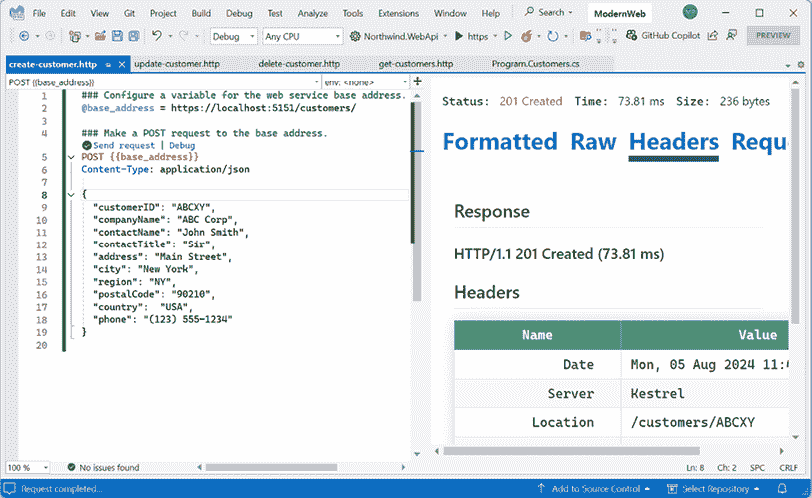 File Edit View Git Project Build Debug Test Analyze Tools Extensions Window Help Search ModernWeb
Debug Any CPU Northwind.WebApi https GitHub Copilot PREVIEW
create-customer.http update-customer.http delete-customer.http get-customers.http Program.Customers.cs
POST {{base_address}} env: <none>
1 ### Configure a variable for the web service base address.
2 @base_address = https://localhost:5151/customers/
3
4 ### Make a POST request to the base address.
Send request | Debug
5 POST {{base_address}}
6 Content-Type: application/json
7
8 {
9 "customerID": "ABCXY",
10 "companyName": "ABC Corp",
11 "contactName": "John Smith",
12 "contactTitle": "Sir",
13 "address": "Main Street",
14 "city": "New York",
15 "region": "NY",
16 "postalCode": "90210",
17 "country":  "USA",
18 "phone": "(123) 555-1234"
19 }
20
Status: 201 Created Time: 73.81 ms Size: 236 bytes
Formatted Raw Headers Requ
Response
HTTP/1.1 201 Created (73.81 ms)
Headers
Name Value
Date Mon, 05 Aug 2024 11:
Server Kestrel
Location /customers/ABCXY
100 % No issues found Ln: 8 Ch: 2 SPC CRLF
Request completed... Add to Source Control Select Repository